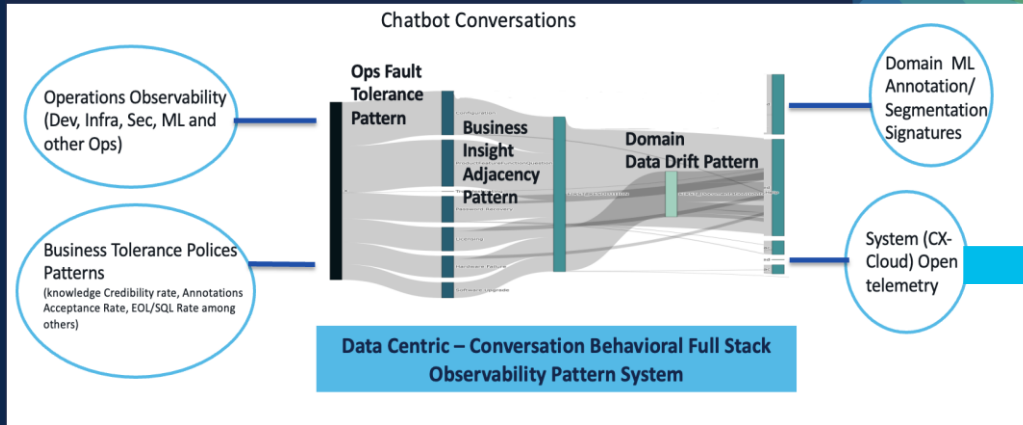 Chatbot Conversations
Operations Observability
(Dev, Infra, Sec, ML and
other Ops)
Business Tolerance Polices
Patterns
(knowledge Credibility rate, Annotations
Acceptance Rate, EOL/SQL Rate among
others)
Ops Fault
Tolerance
Pattern
Business
Insight
Adjacency
Pattern
Domain
Data Drift Pattern
Configuration
Password Recovery
Licensing
Hardware Failure
Software Upgrade
Domain ML
Annotation/
Segmentation
Signatures
System (CX-
Cloud) Open
telemetry
Data Centric – Conversation Behavioral Full Stack
Observability Pattern System